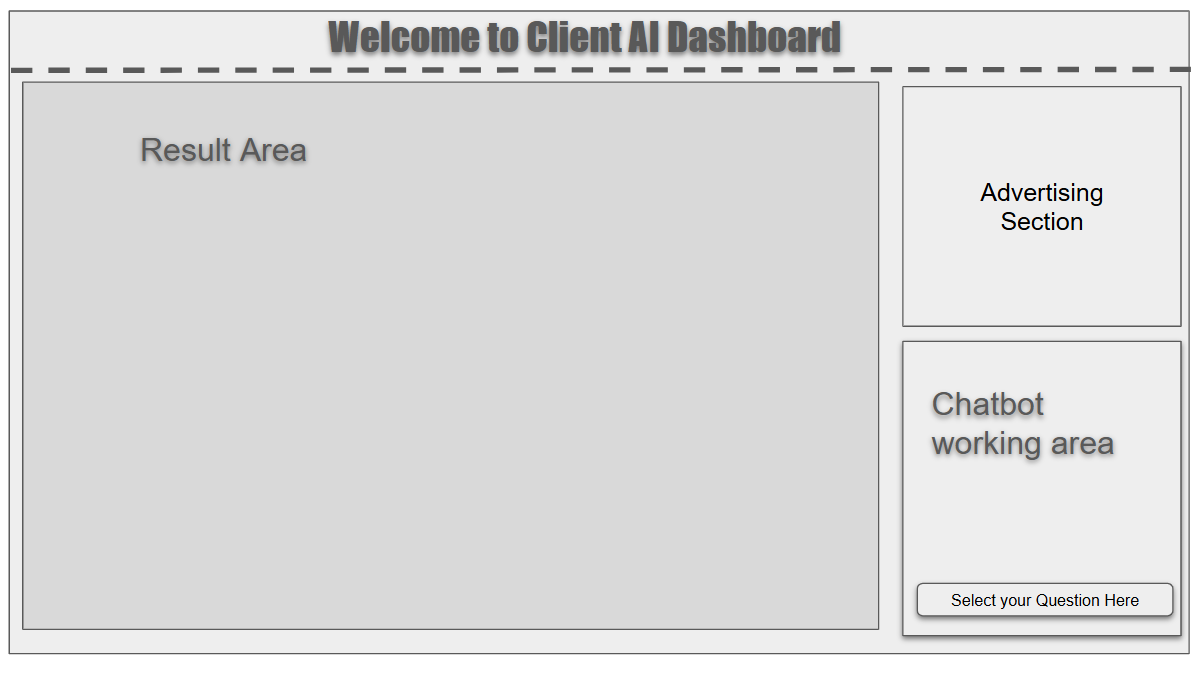 Welcome to Client AI Dashboard
Result Area
Advertising
Section
Chatbot
working area
Select your Question Here